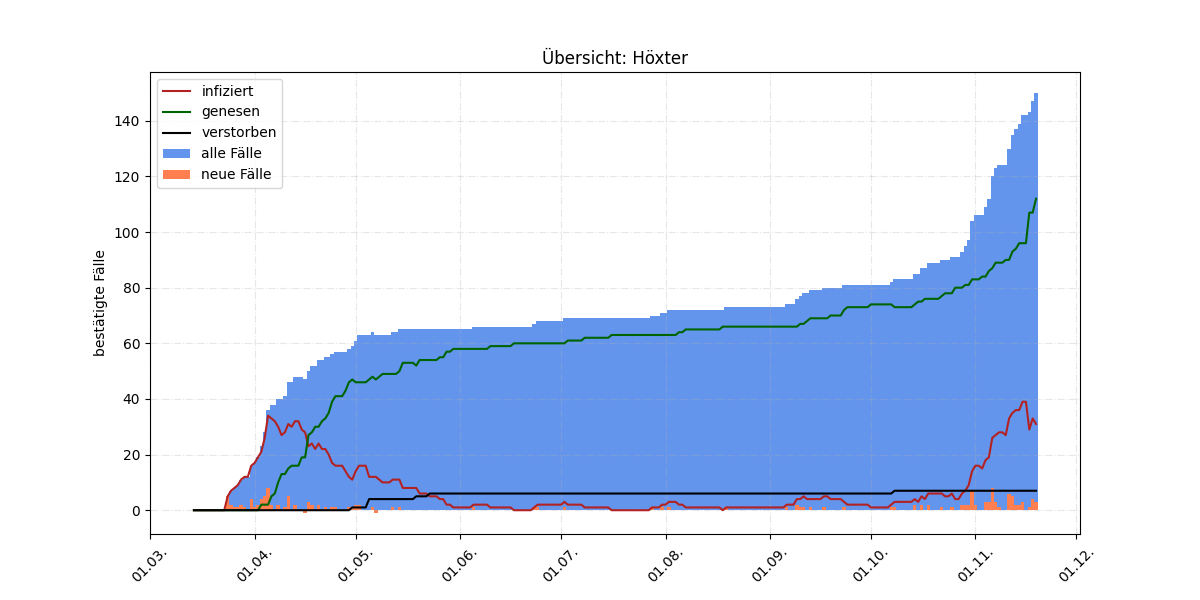 Übersicht: Höxter
infiziert
genesen
verstorben
alle Fälle
neue Fälle
bestätigte Fälle
140
120
100
80
60
40
20
0
01.03.
01.04.
01.05.
01.06.
01.07.
01.08.
01.09.
01.10.
01.11.
01.12.